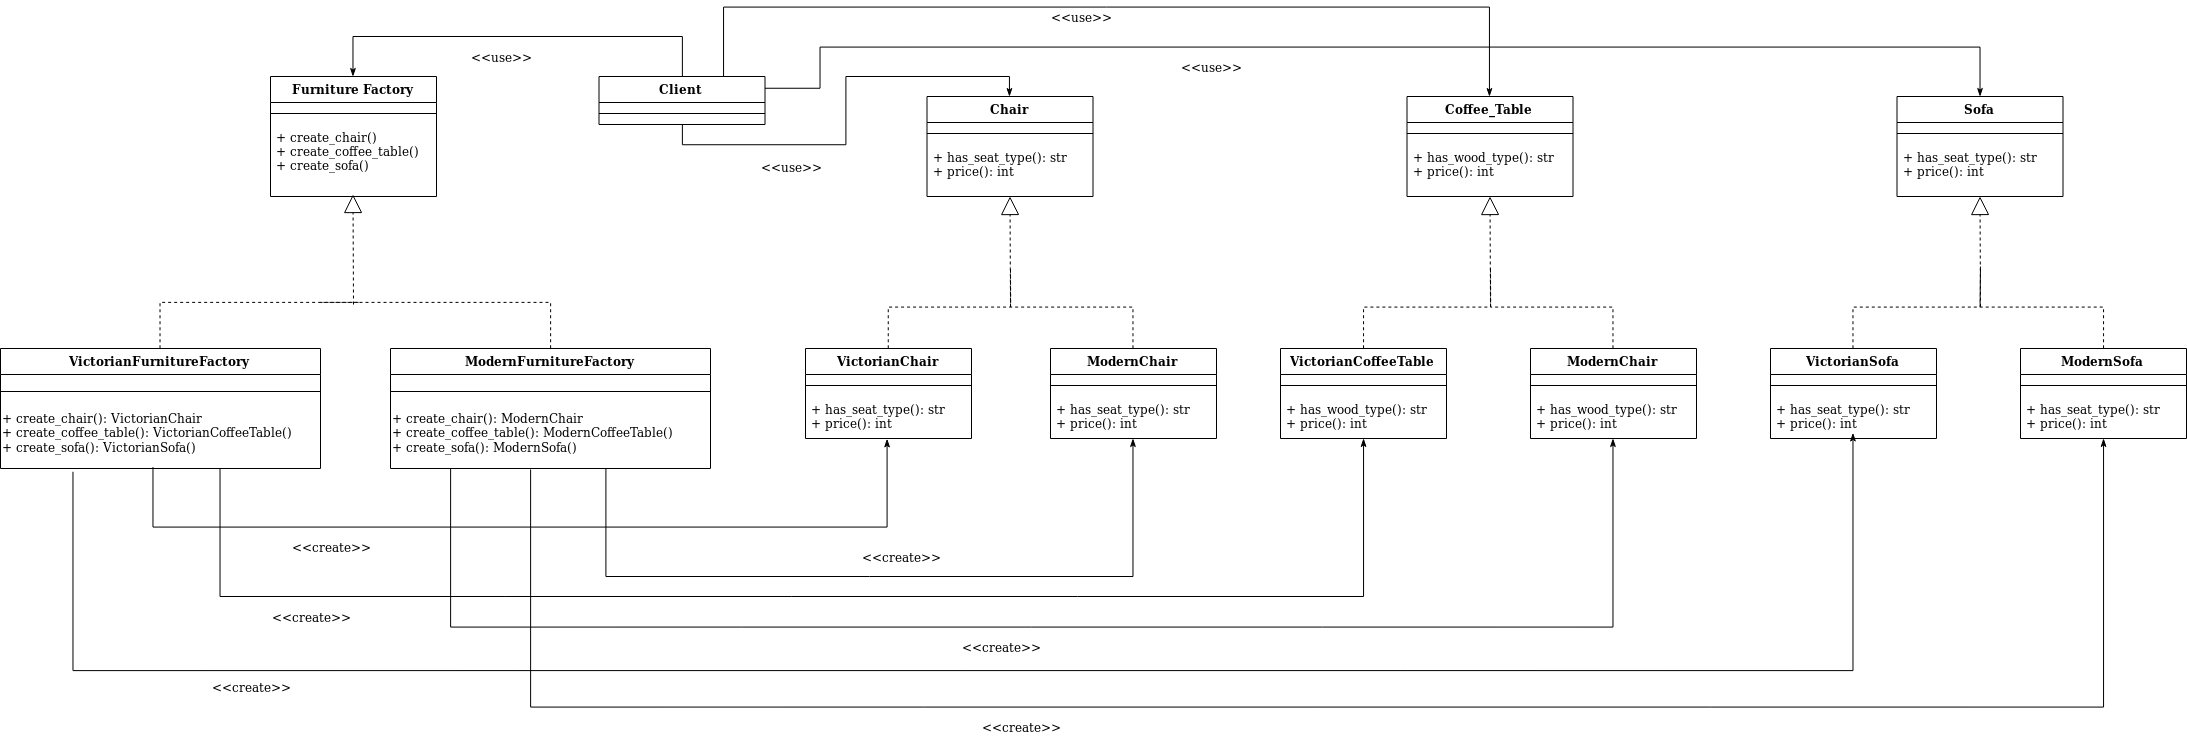 <<use>>
<<use>>
<<use>>
<<use>>
Furniture Factory
+ create_chair()
+ create_coffee_table()
+ create_sofa()
Client
Chair
+ has_seat_type(): str
+ price(): int
Coffee_Table
+ has_wood_type(): str
+ price(): int
Sofa
+ has_seat_type(): str
+ price(): int
VictorianFurnitureFactory
+ create_chair(): VictorianChair
+ create_coffee_table(): VictorianCoffeeTable()
+ create_sofa(): VictorianSofa()
ModernFurnitureFactory
+ create_chair(): ModernChair
+ create_coffee_table(): ModernCoffeeTable()
+ create_sofa(): ModernSofa()
VictorianChair
+ has_seat_type(): str
+ price(): int
ModernChair
+ has_seat_type(): str
+ price(): int
VictorianCoffeeTable
+ has_wood_type(): str
+ price(): int
ModernChair
+ has_wood_type(): str
+ price(): int
VictorianSofa
+ has_seat_type(): str
+ price(): int
ModernSofa
+ has_seat_type(): str
+ price(): int
<<create>>
<<create>>
<<create>>
<<create>>
<<create>>
<<create>>